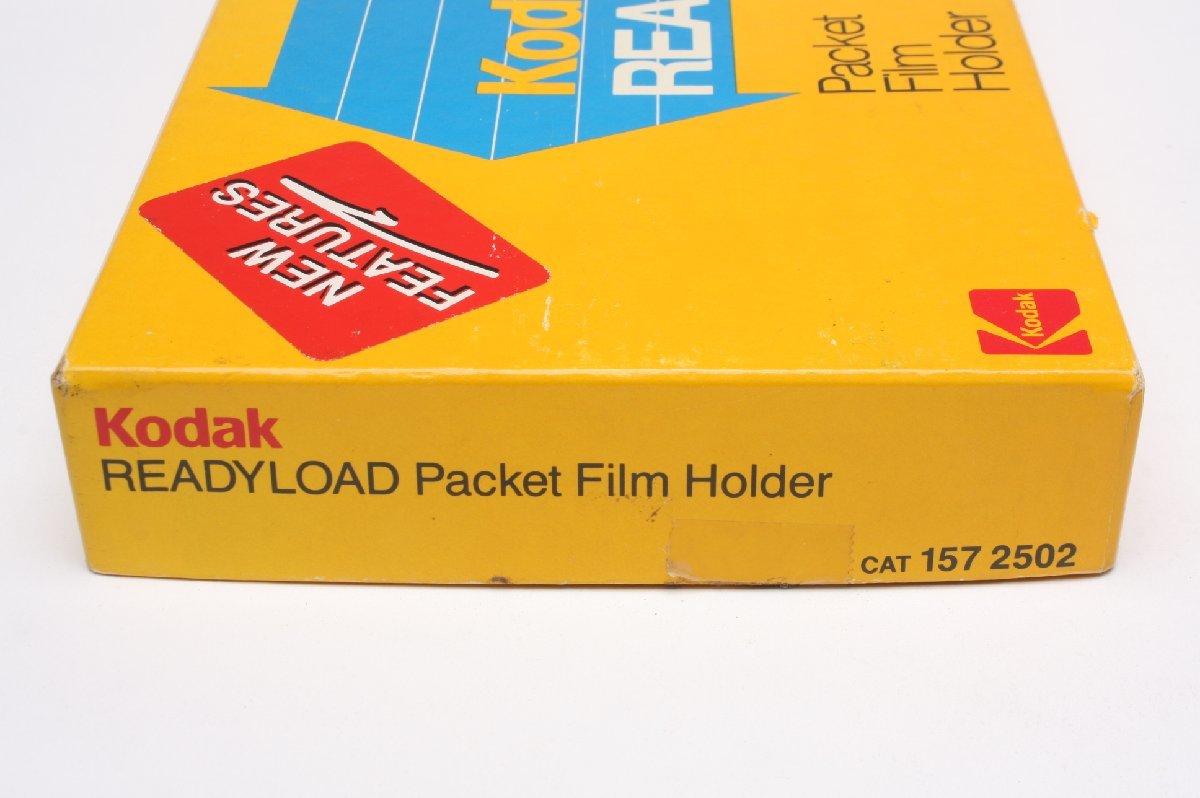 Kod
REA
Packet
Film
Holder
NEW
FEATURES
Kodak
Kodak
READYLOAD Packet Film Holder
CAT 157 2502